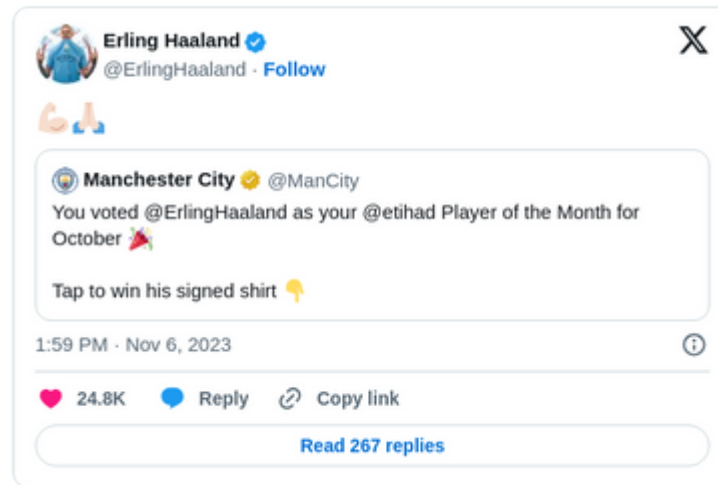 Erling Haaland
@ErlingHaaland · Follow
💪🏻🙏🏻
Manchester City @ManCity
You voted @ErlingHaaland as your @etihad Player of the Month for
October 🎉
Tap to win his signed shirt 👇
1:59 PM · Nov 6, 2023
24.8K Reply Copy link
Read 267 replies